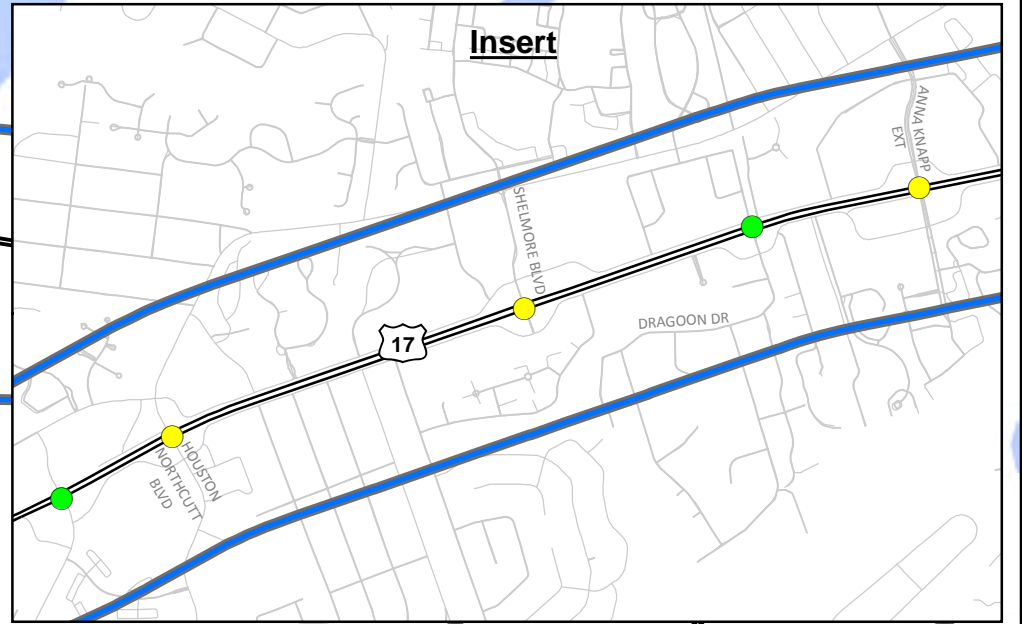 Insert
ANNA KNAPP
EXT
SHELMORE BLVD
DRAGOON DR
17
HOUSTON
NORTHCUTT
BLVD